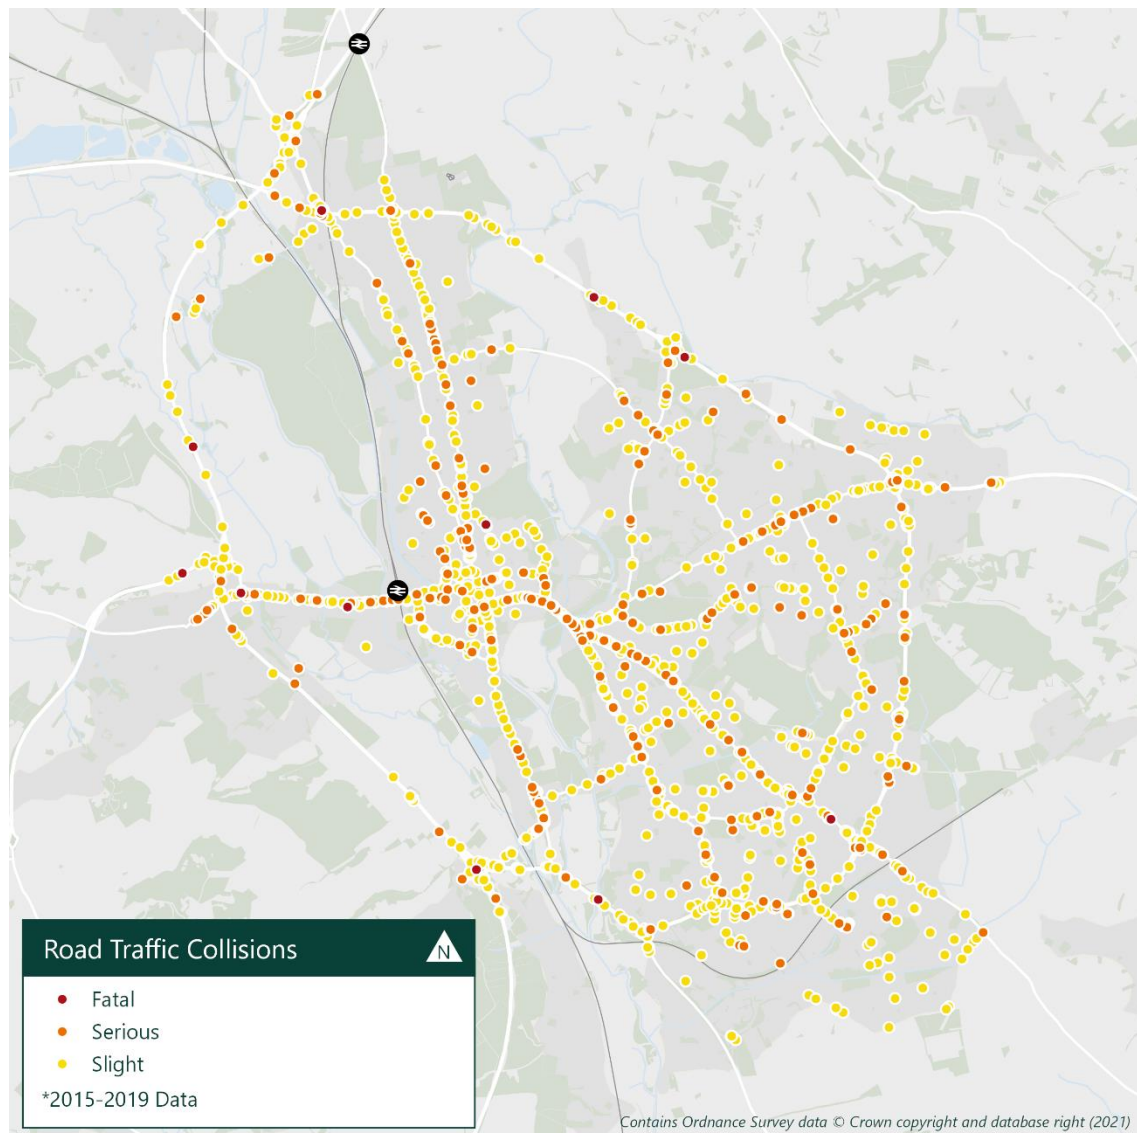 Road Traffic Collisions
N
Fatal
Serious
Slight
*2015-2019 Data
Contains Ordnance Survey data © Crown copyright and database right (2021)